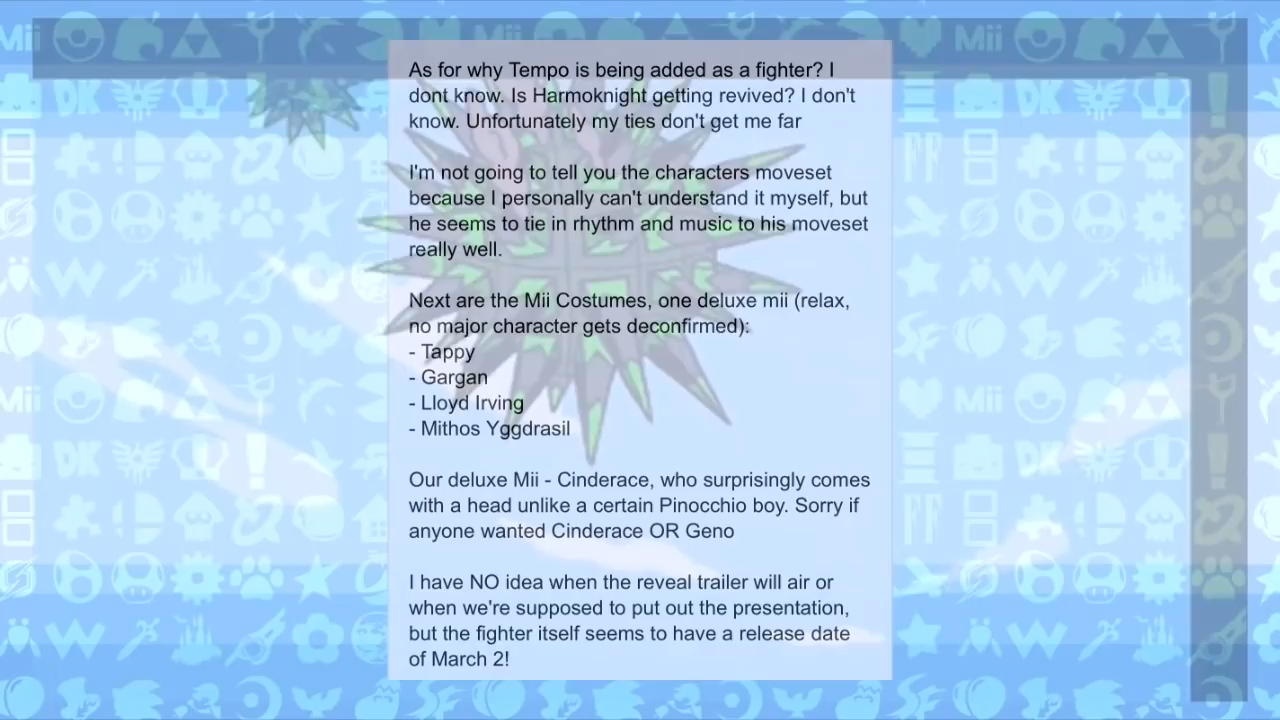 As for why Tempo is being added as a fighter? I
dont know. Is Harmoknight getting revived? I don't
know. Unfortunately my ties don't get me far
I'm not going to tell you the characters moveset
because I personally can't understand it myself, but
he seems to tie in rhythm and music to his moveset
really well.
Next are the Mii Costumes, one deluxe mii (relax,
no major character gets deconfirmed):
- Tappy
- Gargan
- Lloyd Irving
- Mithos Yggdrasil
Our deluxe Mii - Cinderace, who surprisingly comes
with a head unlike a certain Pinocchio boy. Sorry if
anyone wanted Cinderace OR Geno
I have NO idea when the reveal trailer will air or
when we're supposed to put out the presentation,
but the fighter itself seems to have a release date
of March 2!